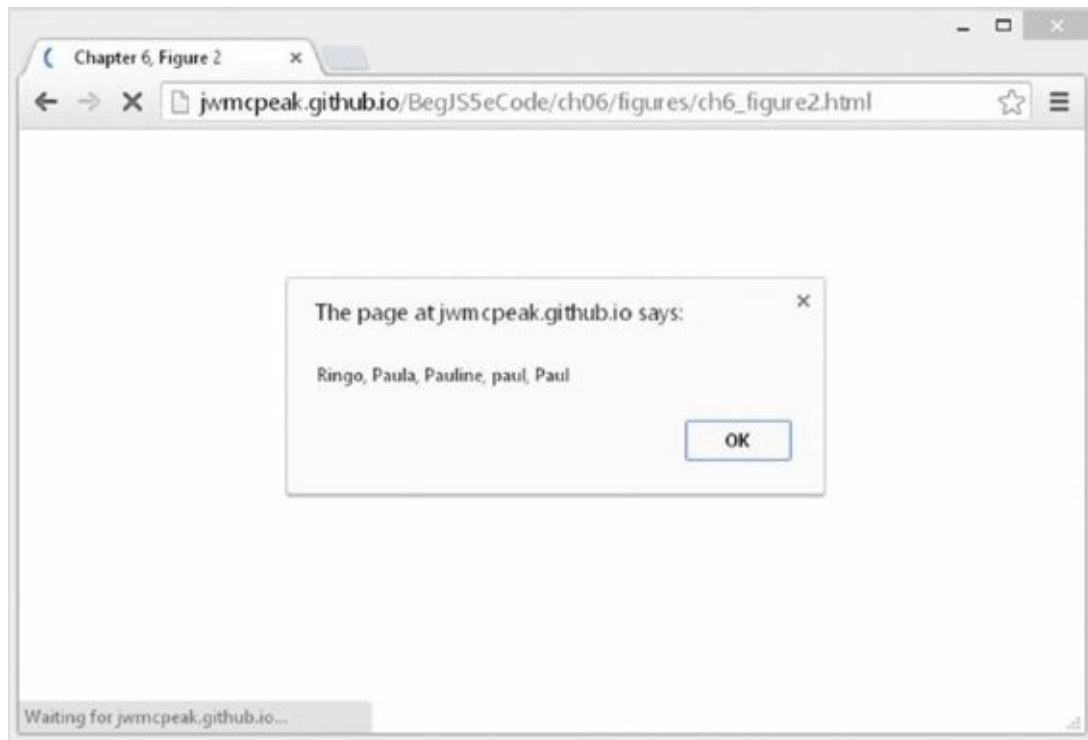 Chapter 6, Figure 2
jwmcpeak.github.io/BegJS5eCode/ch06/figures/ch6_figure2.html
The page at jwmcpeak.github.io says:
Ringo, Paula, Pauline, paul, Paul
OK
Waiting for jwmcpeak.github.io...